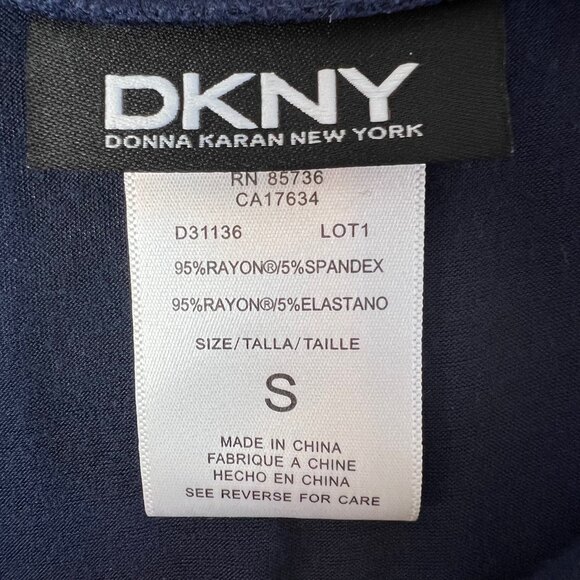 DKNY
DONNA KARAN NEW YORK
RN 85736
CA17634
D31136 LOT1
95%RAYON®/5%SPANDEX
95%RAYON®/5%ELASTANO
SIZE/TALLA/TAILLE
S
MADE IN CHINA
FABRIQUE A CHINE
HECHO EN CHINA
SEE REVERSE FOR CARE